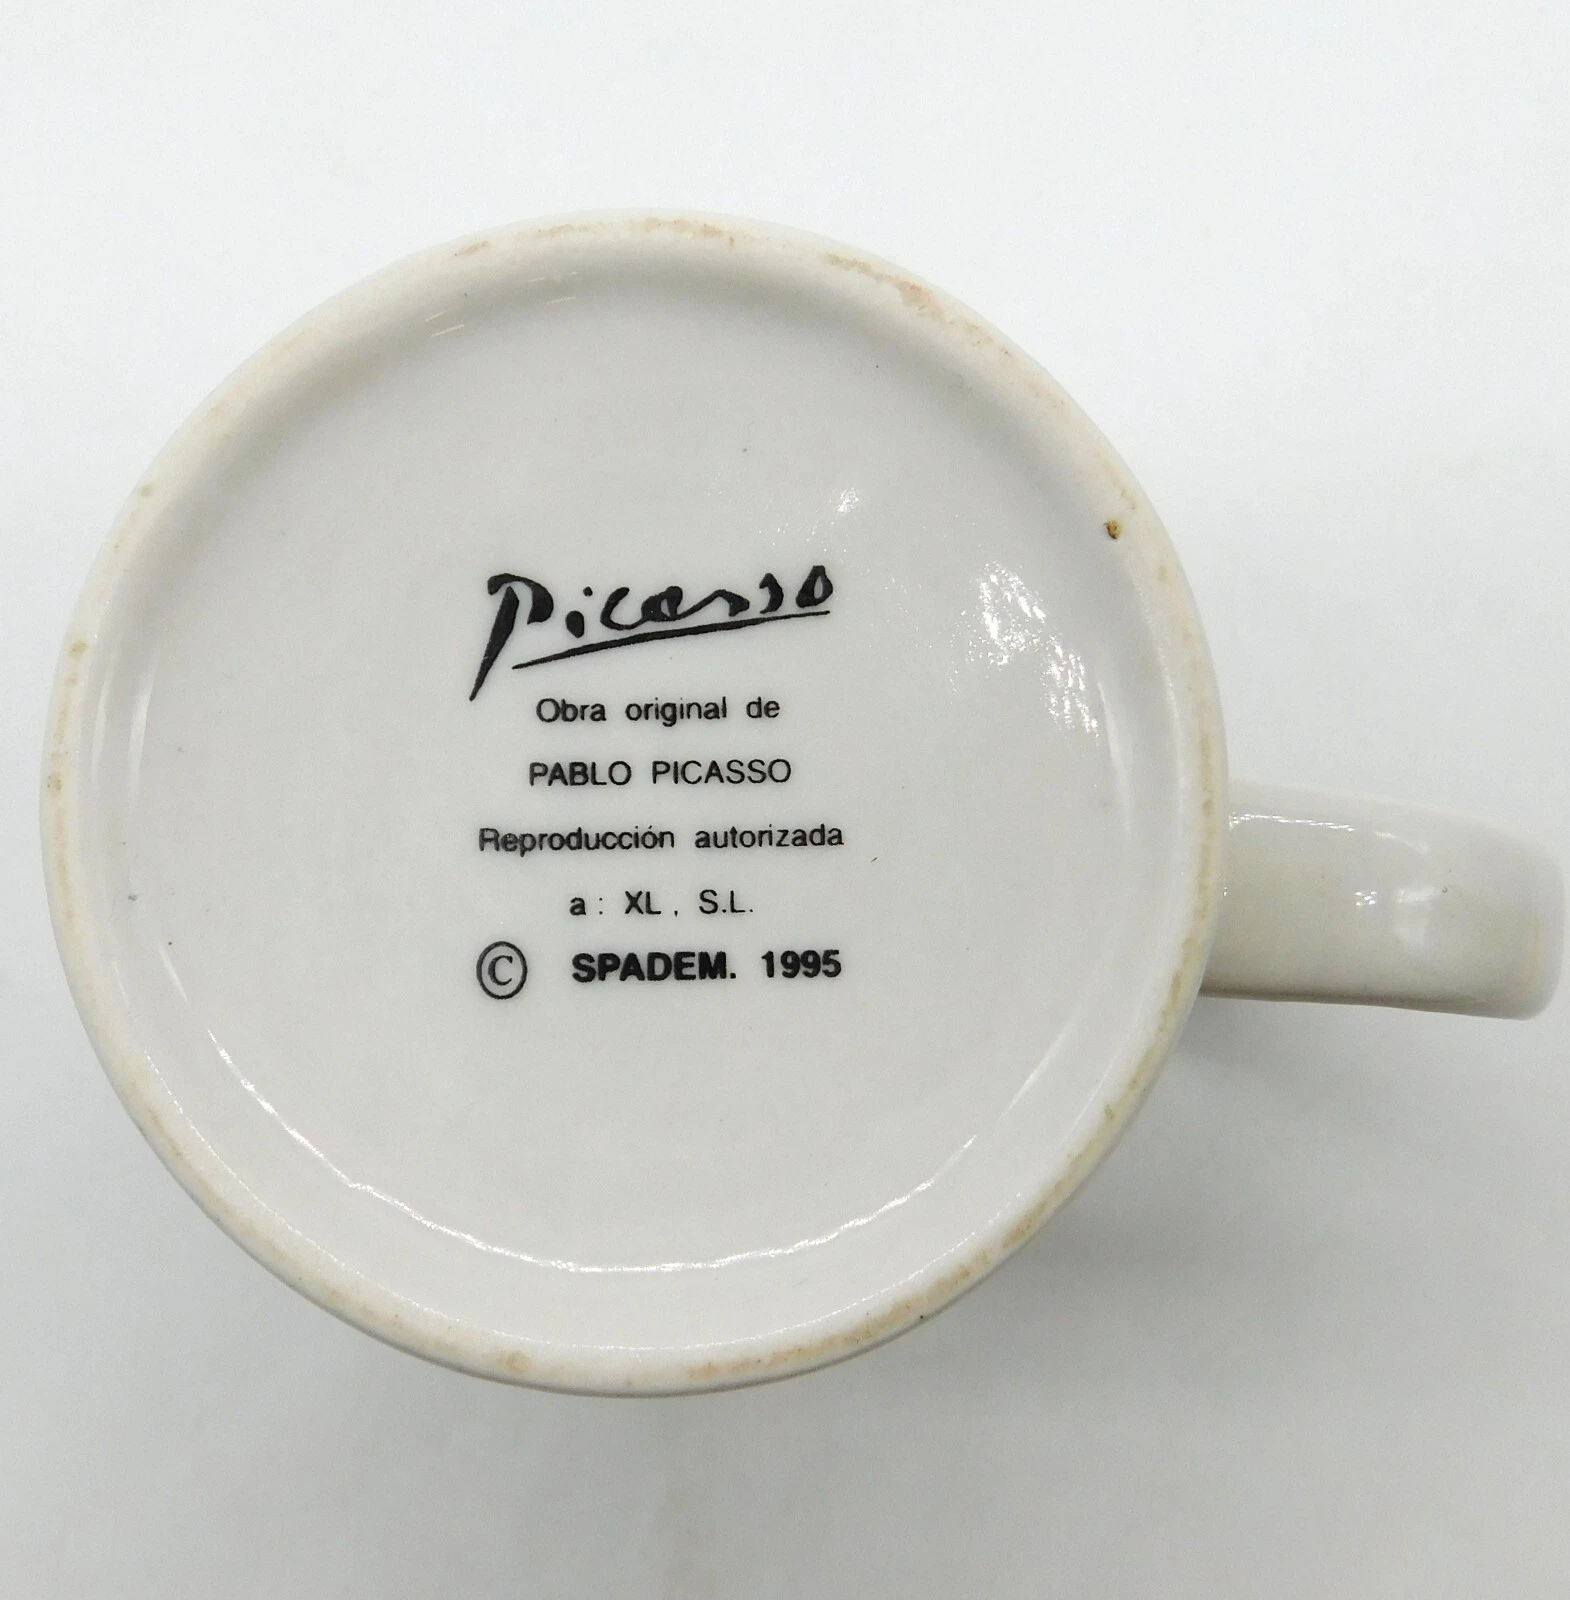 Picasso
Obra original de
PABLO PICASSO
Reproducción autorizada
a: XL, S.L.
© SPADEM. 1995